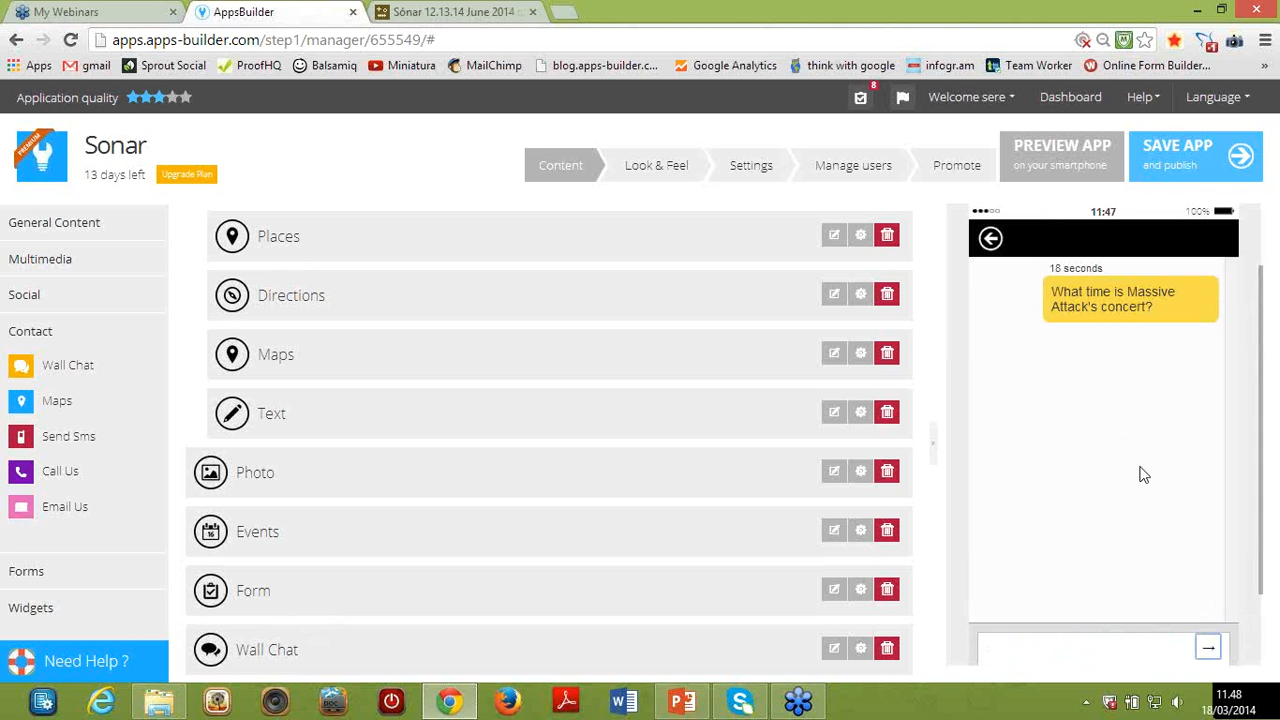 My Webinars
AppsBuilder
Sónar 12.13.14 June 2014
apps.apps-builder.com/step1/manager/655549/#
Apps
gmail
Sprout Social
ProofHQ
Balsamiq
Miniatura
MailChimp
blog.apps-builder.c...
Google Analytics
think with google
infogr.am
Team Worker
Online Form Builder...
»
Application quality
8
Welcome sere
Dashboard
Help
Language
PREMIUM
Sonar
13 days left
Upgrade Plan
Content
Look & Feel
Settings
Manage users
Promote
PREVIEW APP
on your smartphone
SAVE APP
and publish
General Content
Multimedia
Social
Contact
Wall Chat
Maps
Send Sms
Call Us
Email Us
Forms
Widgets
Need Help ?
Places
Directions
Maps
Text
Photo
Events
16
Form
Wall Chat
11:47
100%
18 seconds
What time is Massive
Attack's concert?
→
DOC
11.48
18/03/2014